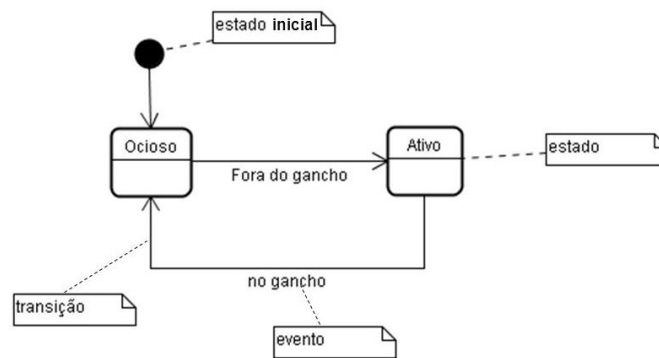 estado inicial
Ocioso
Ativo
estado
Fora do gancho
no gancho
transição
evento